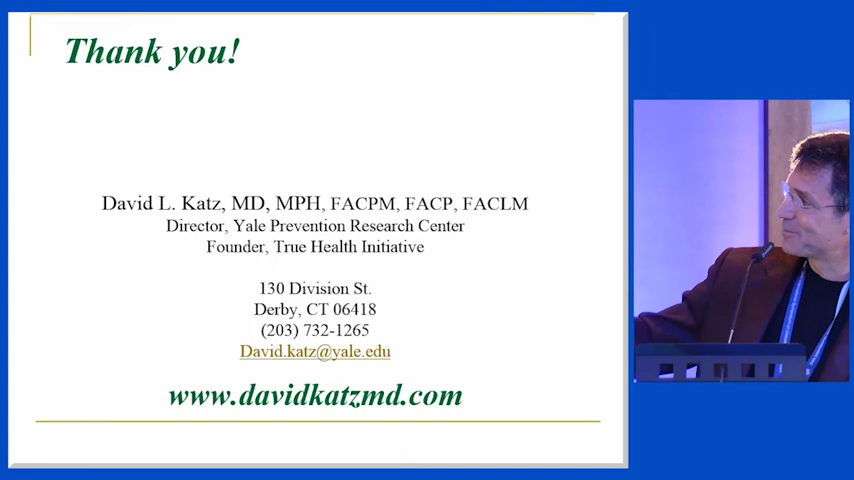 Thank you!
David L. Katz, MD, MPH, FACPM, FACP, FACLM
Director, Yale Prevention Research Center
Founder, True Health Initiative
130 Division St.
Derby, CT 06418
(203) 732-1265
David.katz@yale.edu
www.davidkatzmd.com